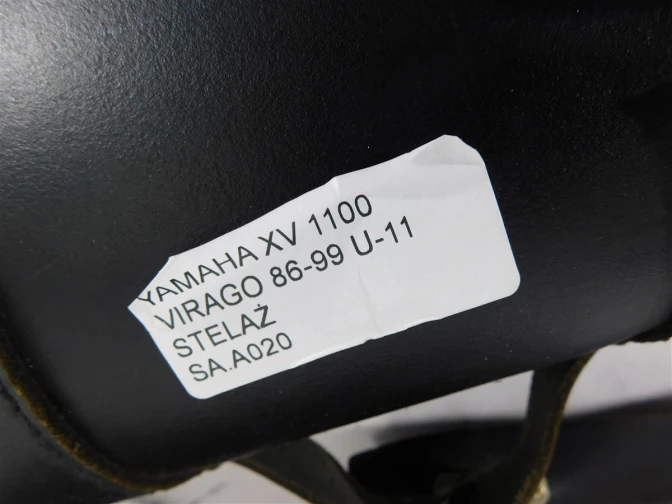 YAMAHA XV 1100
VIRAGO 86-99 U-11
STELAŻ
SA.A020